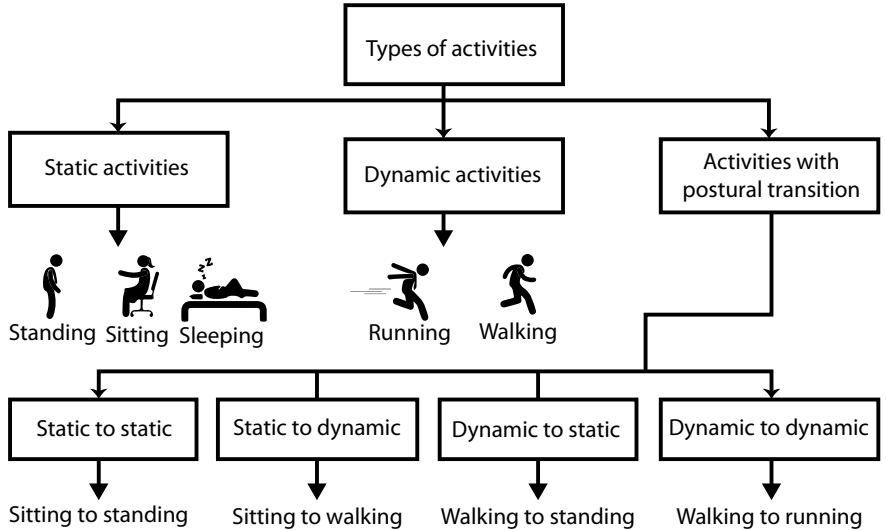 Types of activities
Static activities
Dynamic activities
Activities with
postural transition
z z z
Standing
Sitting
Sleeping
Running
Walking
Static to static
Static to dynamic
Dynamic to static
Dynamic to dynamic
Sitting to standing
Sitting to walking
Walking to standing
Walking to running